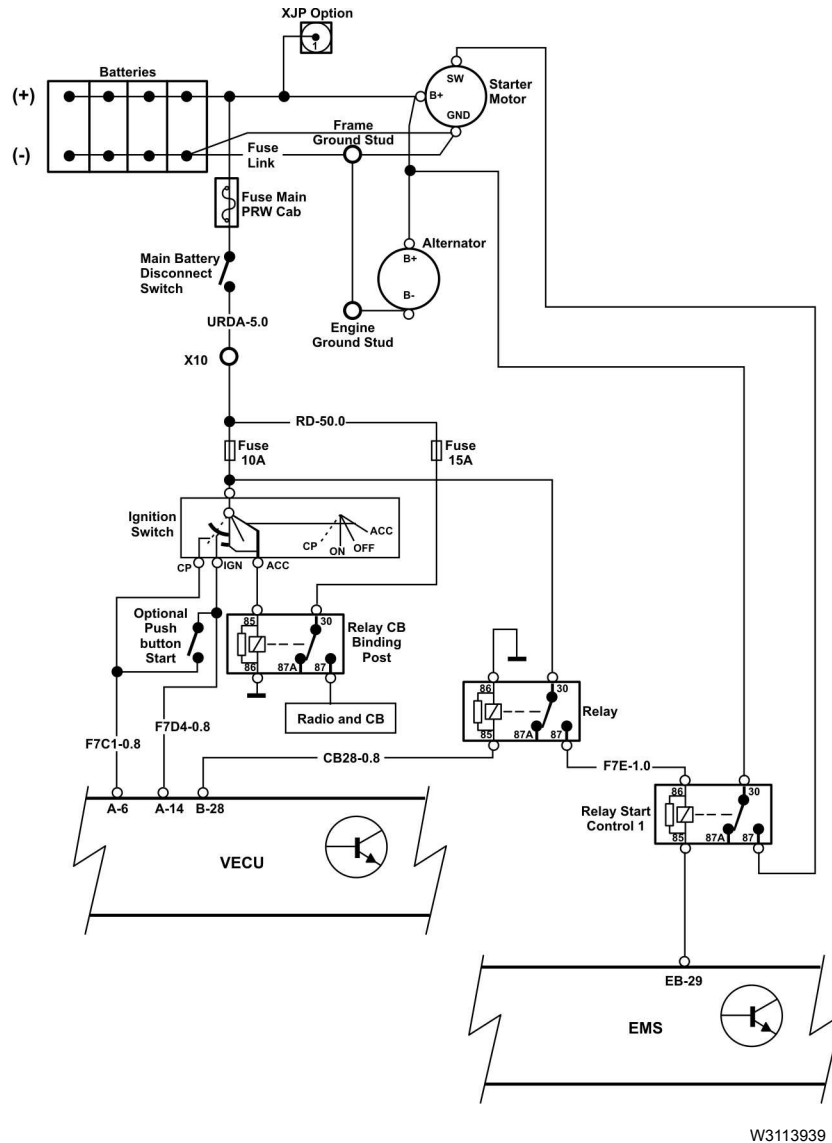 XJP Option
1
Batteries
(+)
(-)
SW
B+
GND
Starter
Motor
Frame
Ground Stud
Fuse
Link
Fuse Main
PRW Cab
Alternator
B+
B-
Main Battery
Disconnect
Switch
Engine
Ground Stud
URDA-5.0
X10
RD-50.0
Fuse
10A
Fuse
15A
Ignition
Switch
CP
ON
OFF
ACC
CP
IGN
ACC
Optional
Push
button
Start
85
30
86
87A
87
Relay CB
Binding
Post
Radio and CB
86
30
85
87A
87
Relay
F7C1-0.8
F7D4-0.8
CB28-0.8
F7E-1.0
86
30
85
87A
87
Relay Start
Control 1
A-6
A-14
B-28
VECU
EB-29
EMS
W3113939